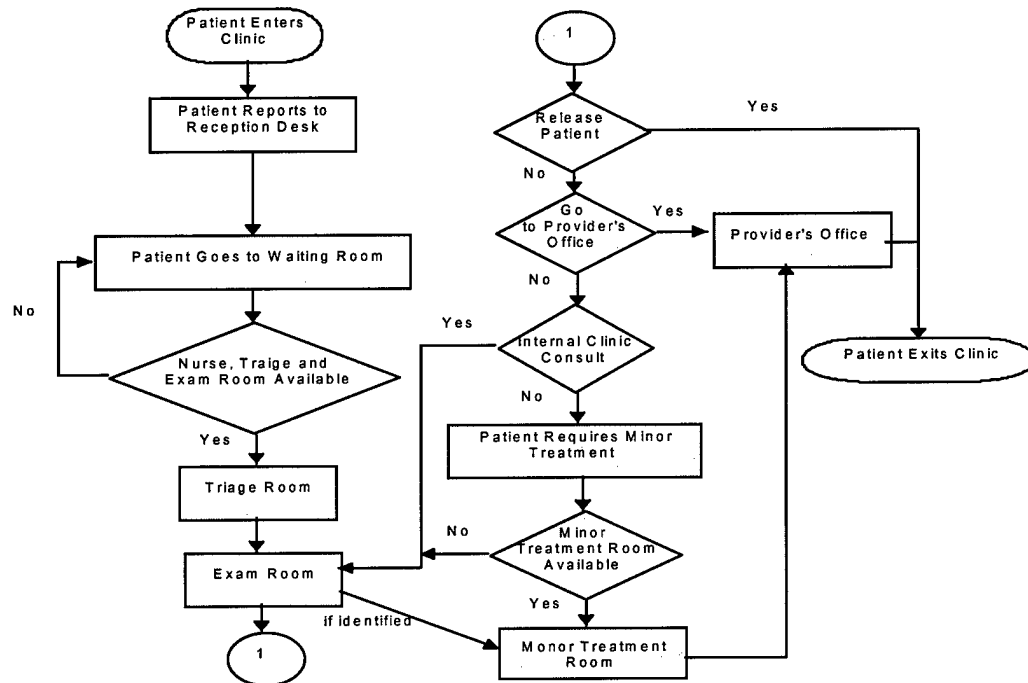 Patient Enters
Clinic
Patient Reports to
Reception Desk
Patient Goes to Waiting Room
No
Nurse, Traige and
Exam Room Available
Yes
Triage Room
Exam Room
if identified
1
1
Release
Patient
Yes
No
Go
to Provider's
Office
Yes
Provider's Office
No
Internal Clinic
Consult
Yes
Patient Exits Clinic
No
Patient Requires Minor
Treatment
Minor
Treatment Room
Available
No
Yes
Monor Treatment
Room